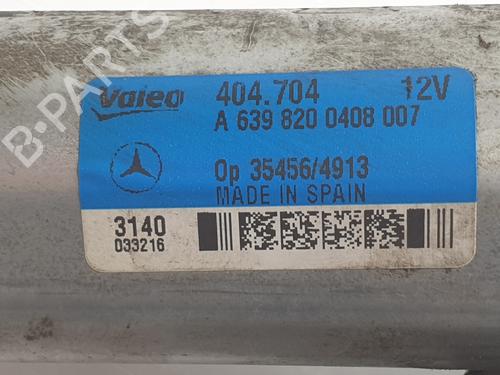 B-PARTS
Valeo 404.704 12V
A 639 820 0408 007
Op 35456/4913
MADE IN SPAIN
3140
033216